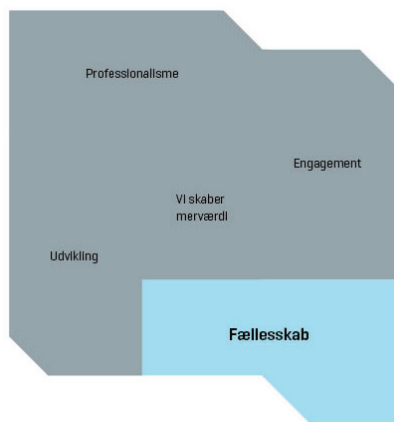 Professionalisme
Engagement
Vi skaber
merværdi
Udvikling
Fællesskab